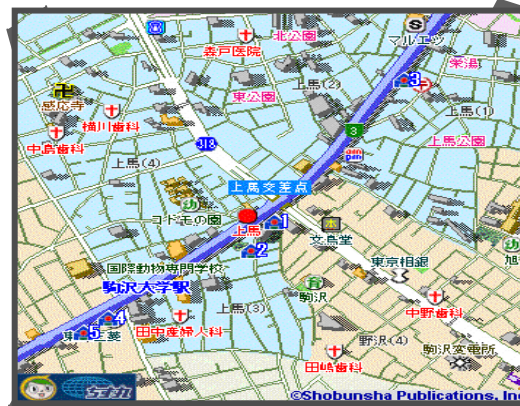 北公園
森戸医院
マルエツ
栄湯
3
上馬(2)
東公園
感応寺
横川歯科
上馬(1)
中島歯科
3
上馬公園
318
上馬(4)
上馬交差点
コドモの園
上馬
1
文鳥堂
2
国際動物専門学校
東京相銀
駒沢大学駅
駒沢
上馬(3)
中野歯科
4
5
田中産婦人科
野沢(4)
駒沢変電所
田嶋歯科
ちず丸
©Shobunsha Publications, Inc